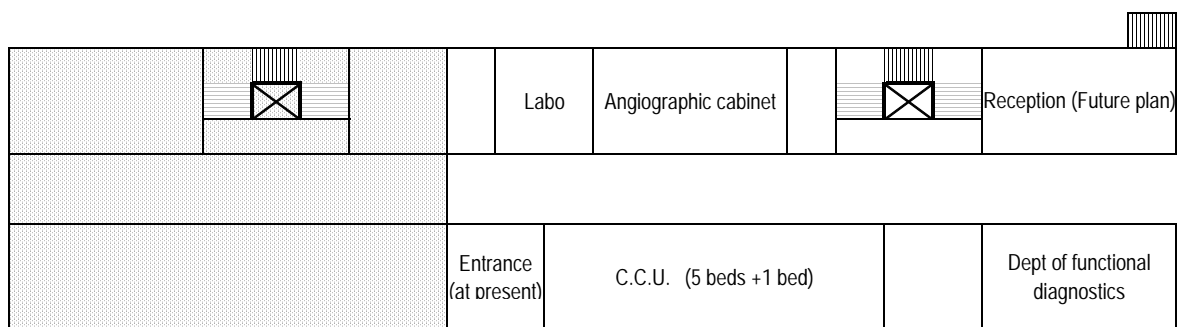 Labo
Angiographic cabinet
Reception (Future plan)
Entrance
(at present)
C.C.U. (5 beds +1 bed)
Dept of functional
diagnostics